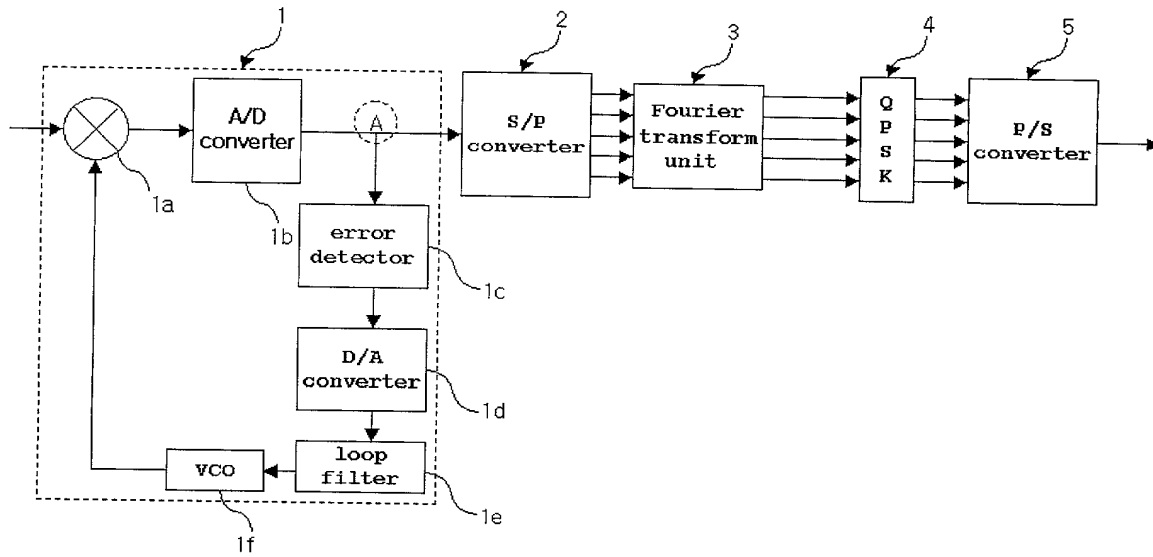 1
2
3
4
5
A/D
converter
A
S/P
converter
Fourier
transform
unit
Q
P
S
K
P/S
converter
1a
1b
error
detector
1c
D/A
converter
1d
loop
filter
VCO
1e
1f